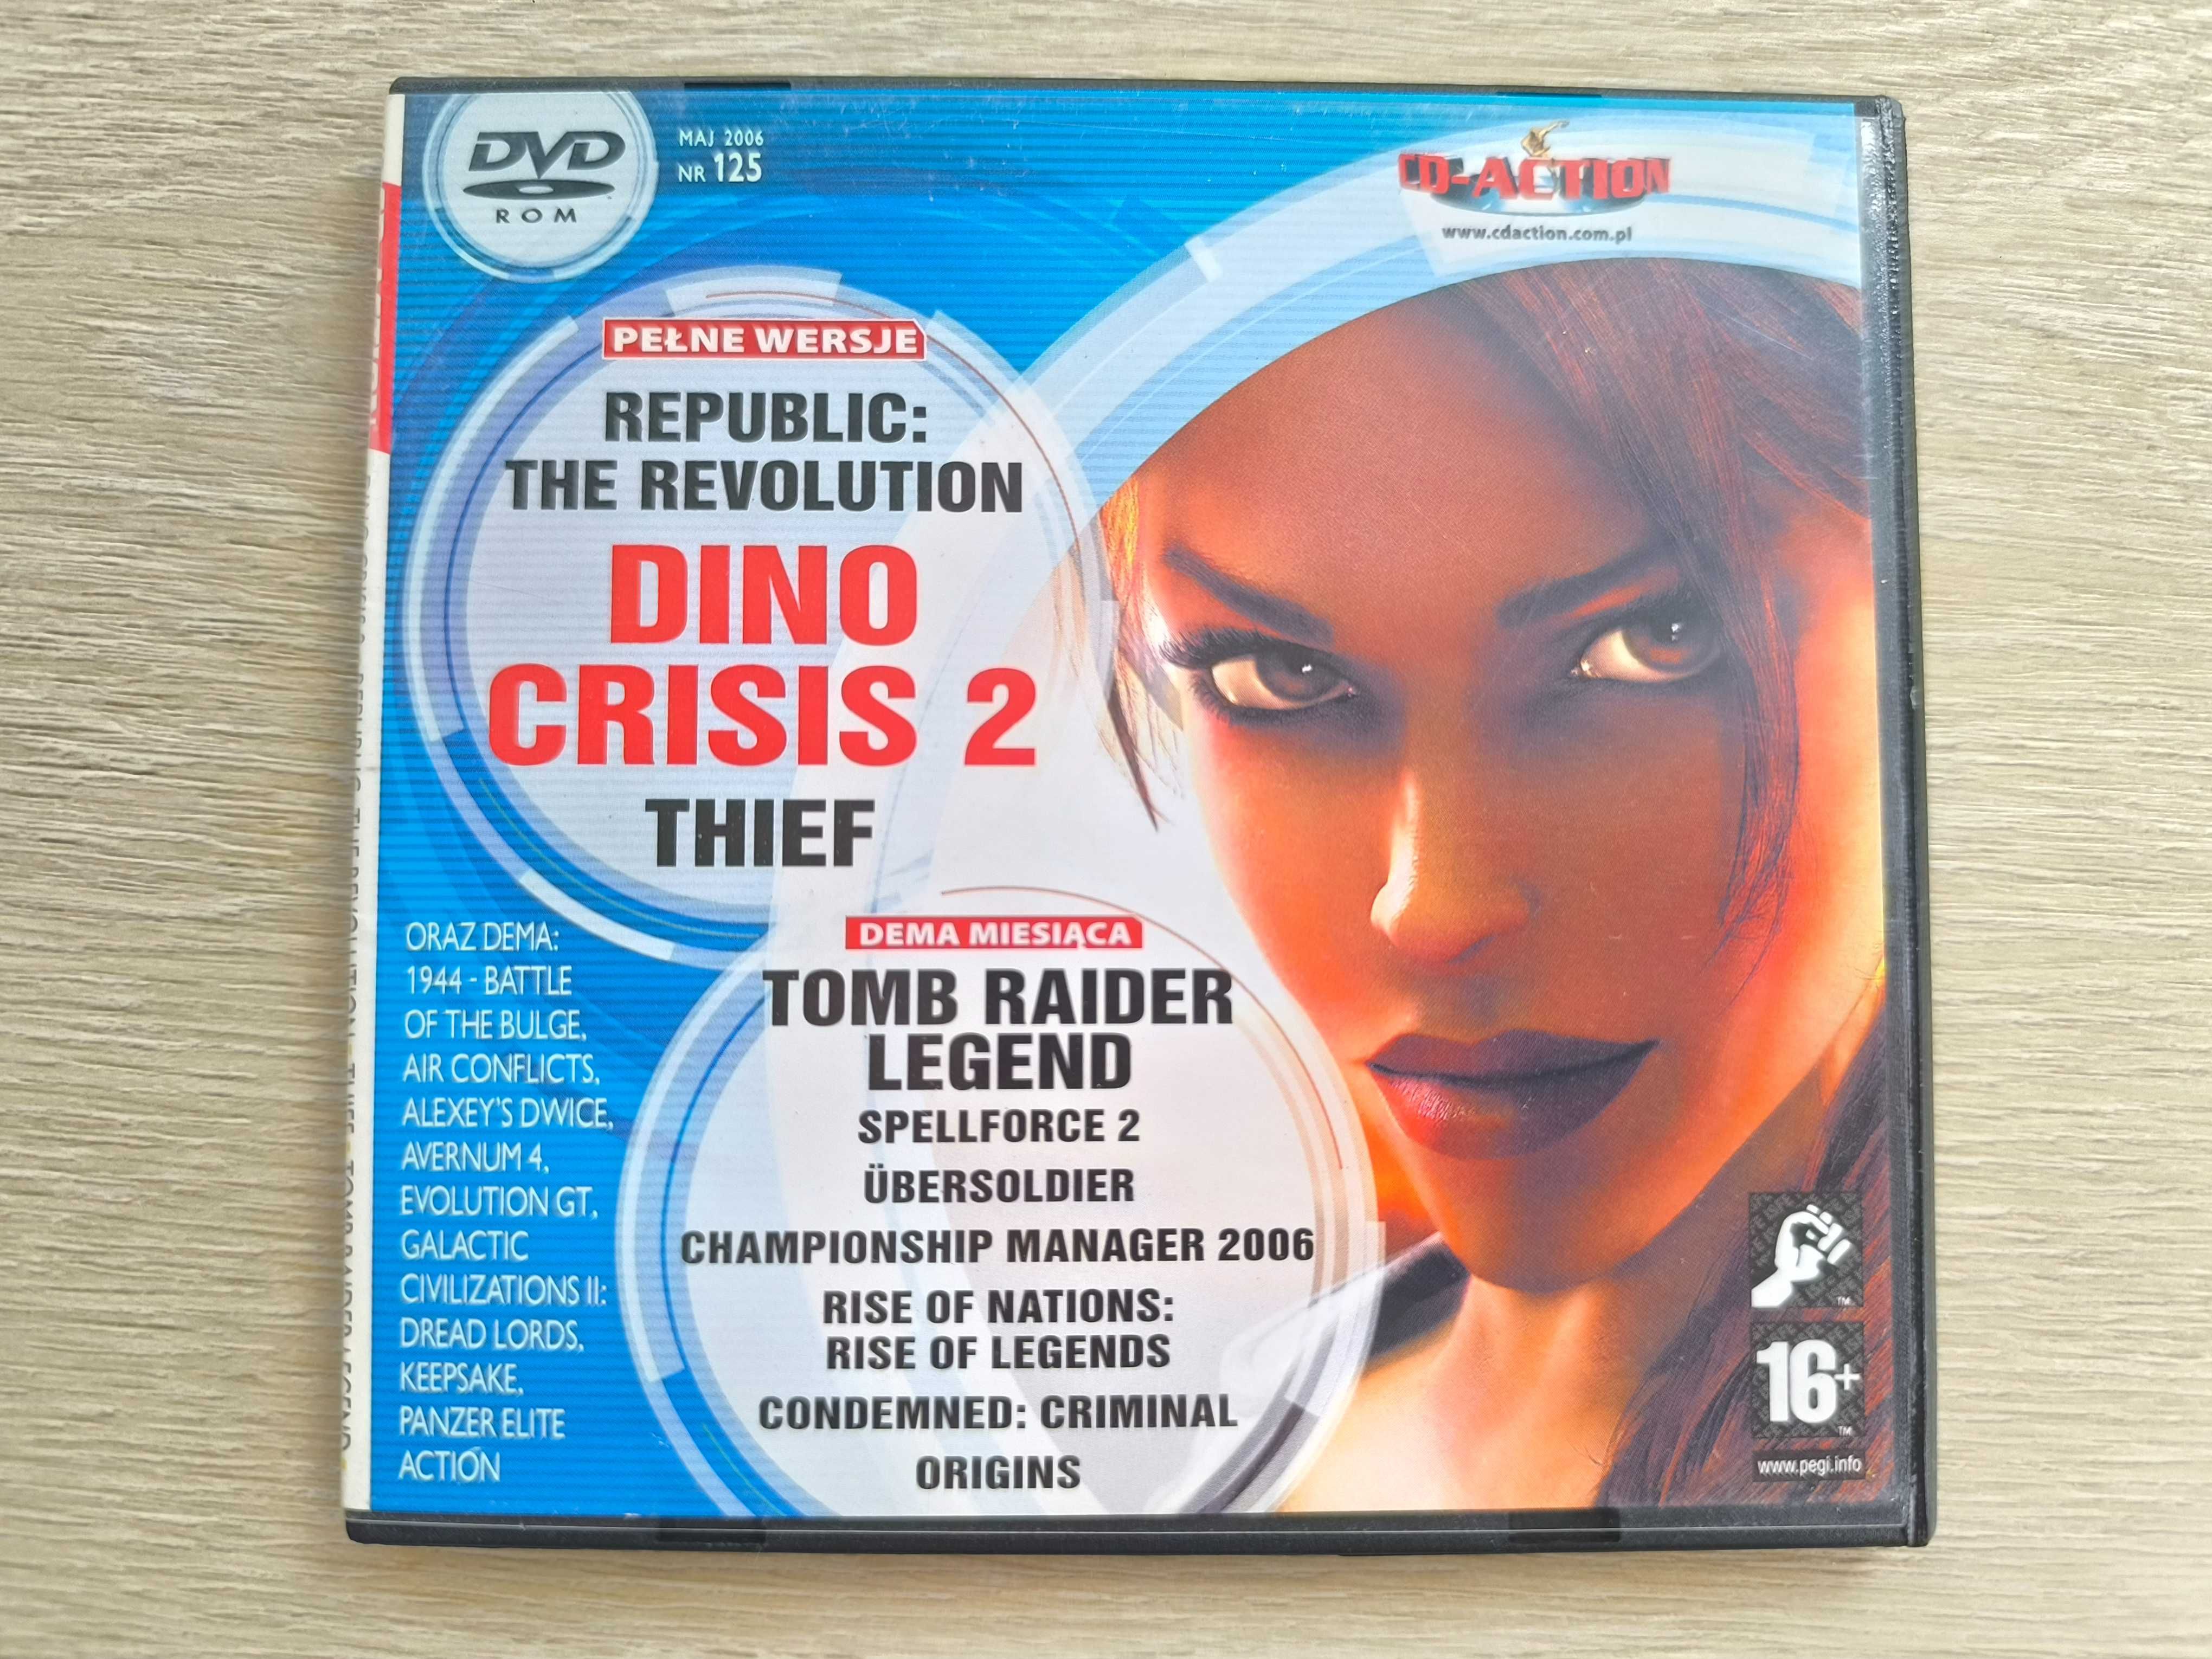 DVD
ROM
MAJ 2006
NR 125
CD-ACTION
www.cdaction.com.pl
PEŁNE WERSJE
REPUBLIC:
THE REVOLUTION
DINO
CRISIS 2
THIEF
DEMA MIESIĄCA
TOMB RAIDER
LEGEND
SPELLFORCE 2
ÜBERSOLDIER
CHAMPIONSHIP MANAGER 2006
RISE OF NATIONS:
RISE OF LEGENDS
CONDEMNED: CRIMINAL
ORIGINS
ORAZ DEMA:
1944 - BATTLE
OF THE BULGE,
AIR CONFLICTS,
ALEXEY'S DWICE,
AVERNUM 4,
EVOLUTION GT,
GALACTIC
CIVILIZATIONS II:
DREAD LORDS,
KEEPSAKE,
PANZER ELITE
ACTION
16+
www.pegi.info